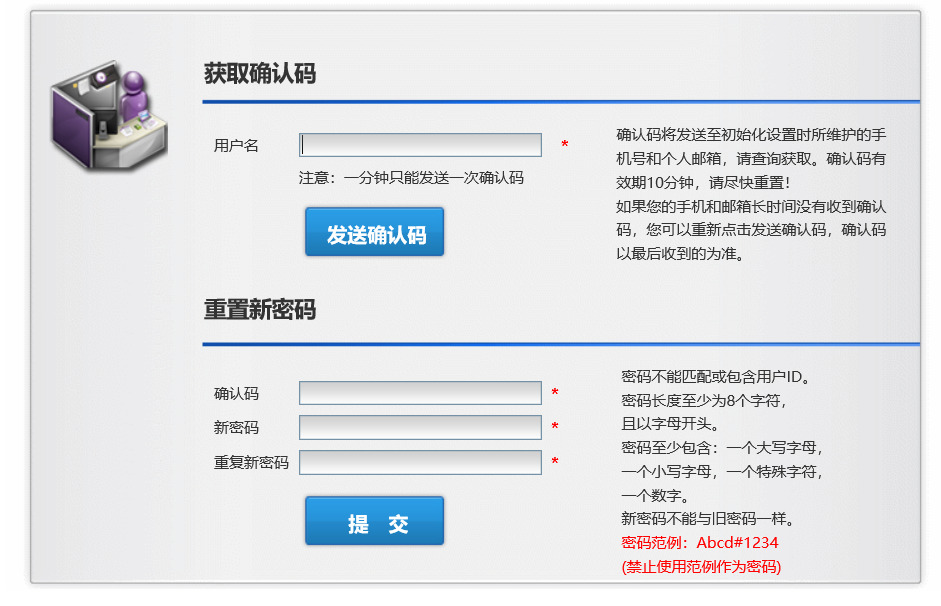 获取确认码
用户名
*
注意：一分钟只能发送一次确认码
发送确认码
确认码将发送至初始化设置时所维护的手
机号和个人邮箱，请查询获取。确认码有
效期10分钟，请尽快重置！
如果您的手机和邮箱长时间没有收到确认
码，您可以重新点击发送确认码，确认码
以最后收到的为准。
重置新密码
确认码
*
新密码
*
重复新密码
*
提 交
密码不能匹配或包含用户ID。
密码长度至少为8个字符，
且以字母开头。
密码至少包含：一个大写字母，
一个小写字母，一个特殊字符，
一个数字。
新密码不能与旧密码一样。
密码范例：Abcd#1234
(禁止使用范例作为密码)